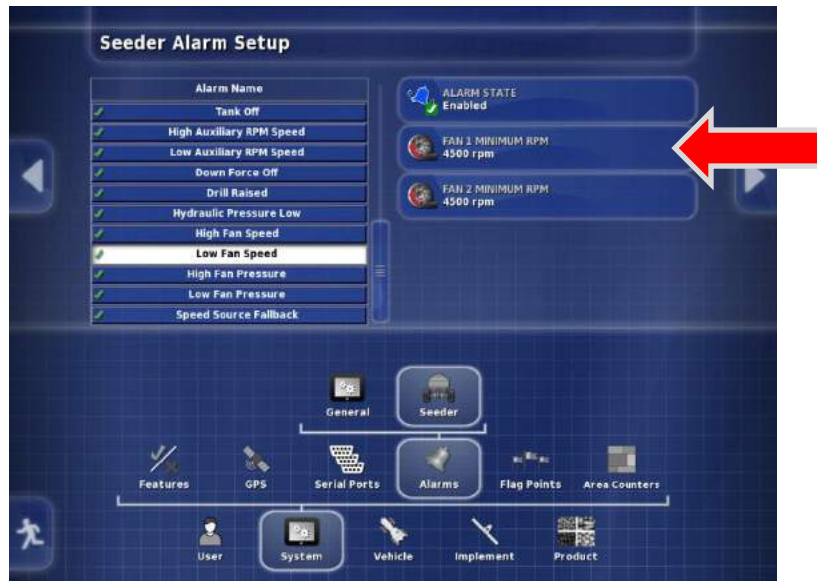 Seeder Alarm Setup
Alarm Name
Tank Off
High Auxiliary RPM Speed
Low Auxiliary RPM Speed
Down Force Off
Drill Raised
Hydraulic Pressure Low
High Fan Speed
Low Fan Speed
High Fan Pressure
Low Fan Pressure
Speed Source Fallback
ALARM STATE
Enabled
FAN 1 MINIMUM RPM
4500 rpm
FAN 2 MINIMUM RPM
4500 rpm
General
Seeder
Features
GPS
Serial Ports
Alarms
Flag Points
Area Counters
User
System
Vehicle
Implement
Product